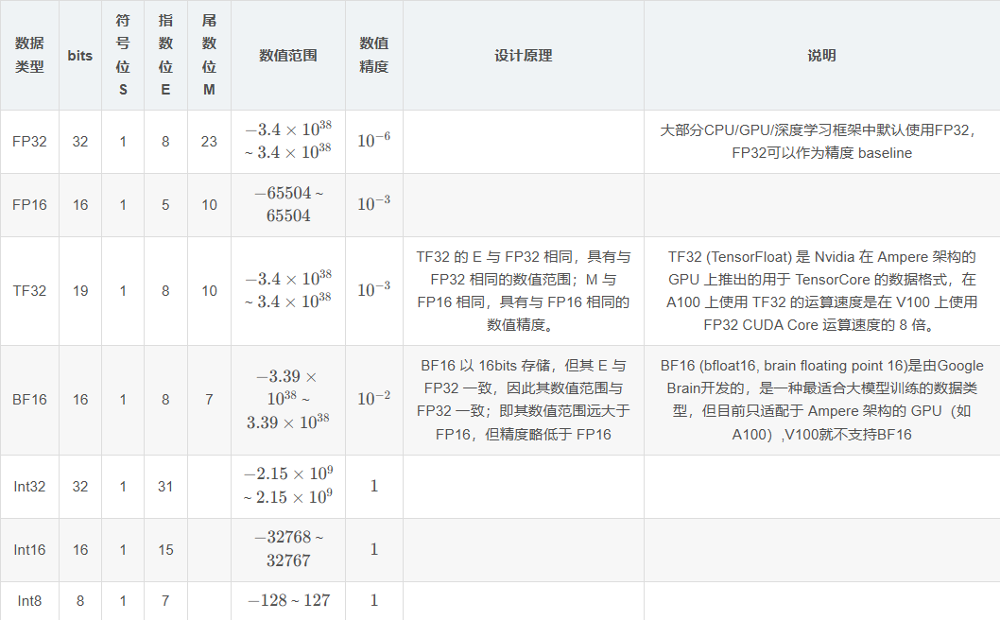 数据类型 bits 符号位 S 指数位 E 尾数位 M 数值范围 数值精度 设计原理 说明
FP32 32 1 8 23 −3.4 × 10^38 ~ 3.4 × 10^38 10^−6 大部分CPU/GPU/深度学习框架中默认使用FP32，FP32可以作为精度 baseline
FP16 16 1 5 10 −65504 ~ 65504 10^−3
TF32 19 1 8 10 −3.4 × 10^38 ~ 3.4 × 10^38 10^−3 TF32 的 E 与 FP32 相同，具有与 FP32 相同的数值范围；M 与 FP16 相同，具有与 FP16 相同的数值精度。 TF32 (TensorFloat) 是 Nvidia 在 Ampere 架构的 GPU 上推出的用于 TensorCore 的数据格式，在 A100 上使用 TF32 的运算速度是在 V100 上使用 FP32 CUDA Core 运算速度的 8 倍。
BF16 16 1 8 7 −3.39 × 10^38 ~ 3.39 × 10^38 10^−2 BF16 以 16bits 存储，但其 E 与 FP32 一致，因此其数值范围与 FP32 一致；即其数值范围远大于 FP16，但精度略低于 FP16 BF16 (bfloat16, brain floating point 16)是由Google Brain开发的，是一种最适合大模型训练的数据类型，但目前只适配于 Ampere 架构的 GPU（如A100）,V100就不支持BF16
Int32 32 1 31 −2.15 × 10^9 ~ 2.15 × 10^9 1
Int16 16 1 15 −32768 ~ 32767 1
Int8 8 1 7 −128 ~ 127 1